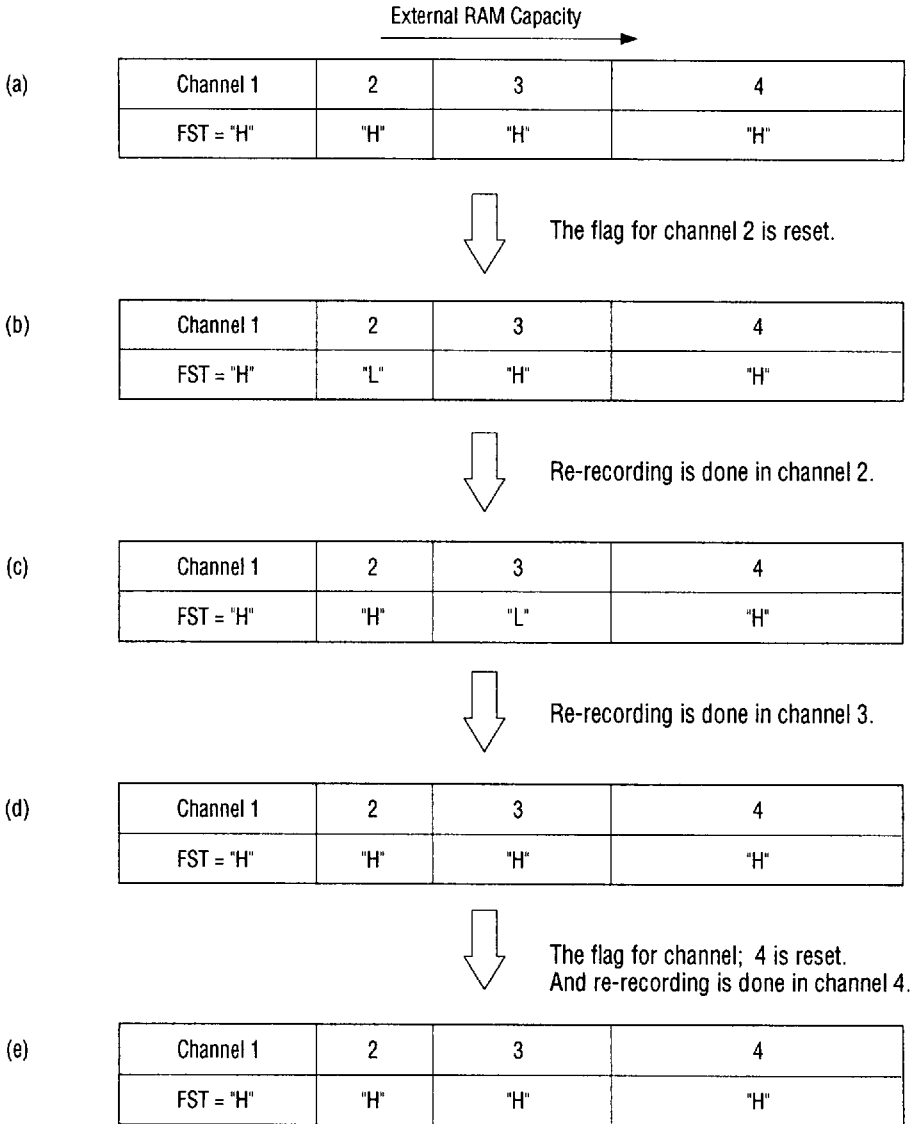 External RAM Capacity
(a)
Channel 1 2 3 4
FST = "H" "H" "H" "H"
The flag for channel 2 is reset.
(b)
Channel 1 2 3 4
FST = "H" "L" "H" "H"
Re-recording is done in channel 2.
(c)
Channel 1 2 3 4
FST = "H" "H" "L" "H"
Re-recording is done in channel 3.
(d)
Channel 1 2 3 4
FST = "H" "H" "H" "H"
The flag for channel; 4 is reset.
And re-recording is done in channel 4.
(e)
Channel 1 2 3 4
FST = "H" "H" "H" "H"